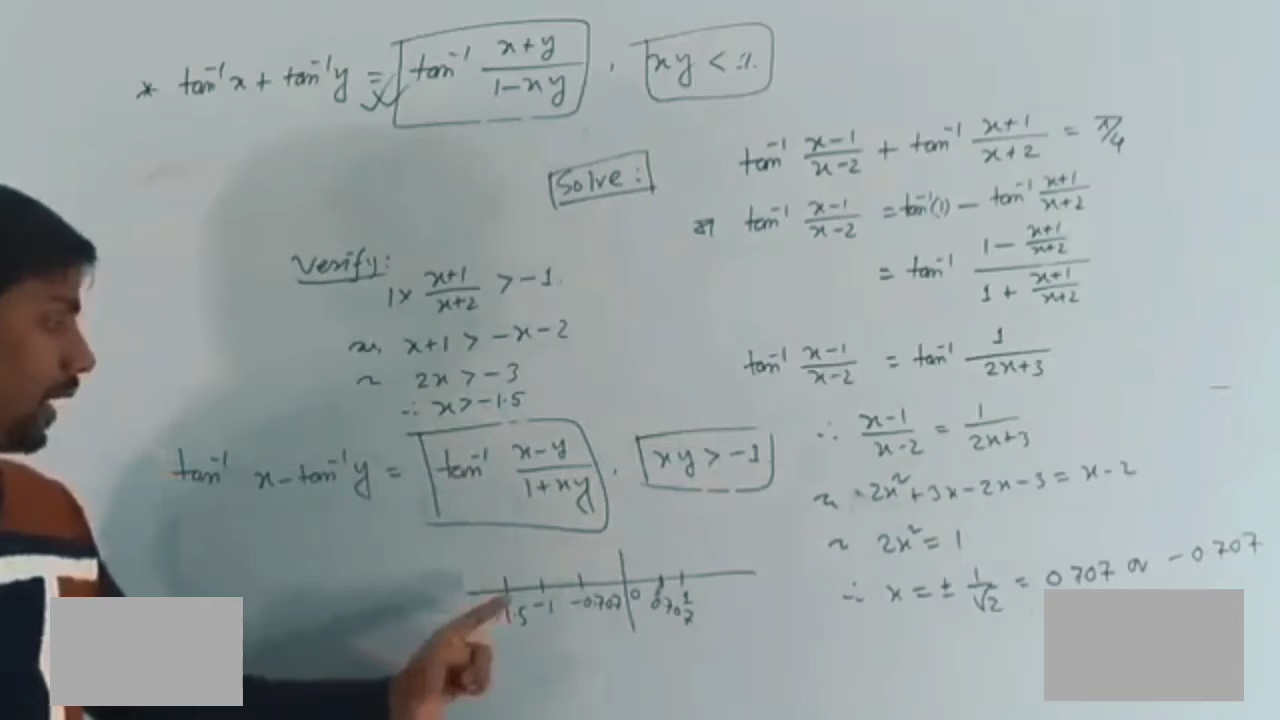 * tan⁻¹x + tan⁻¹y = tan⁻¹ (x+y)/(1-xy) , xy < 1.
Solve :
tan⁻¹ (x-1)/(x-2) + tan⁻¹ (x+1)/(x+2) = π/4
tan⁻¹ (x-1)/(x-2) = tan⁻¹(1) - tan⁻¹ (x+1)/(x+2)
= tan⁻¹ (1 - (x+1)/(x+2))/(1 + (x+1)/(x+2))
tan⁻¹ (x-1)/(x-2) = tan⁻¹ 1/(2x+3)
∴ (x-1)/(x-2) = 1/(2x+3)
~ 2x² + 3x - 2x - 3 = x - 2
~ 2x² = 1
∴ x = ± 1/√2 = 0.707 or - 0.707
Verify:
1 × (x+1)/(x+2) > -1.
x+1 > -x-2
~ 2x > -3
∴ x > -1.5
tan⁻¹ x - tan⁻¹y = tan⁻¹ (x-y)/(1+xy) , xy > -1
1.5 -1 -0.707 0 0.707 1